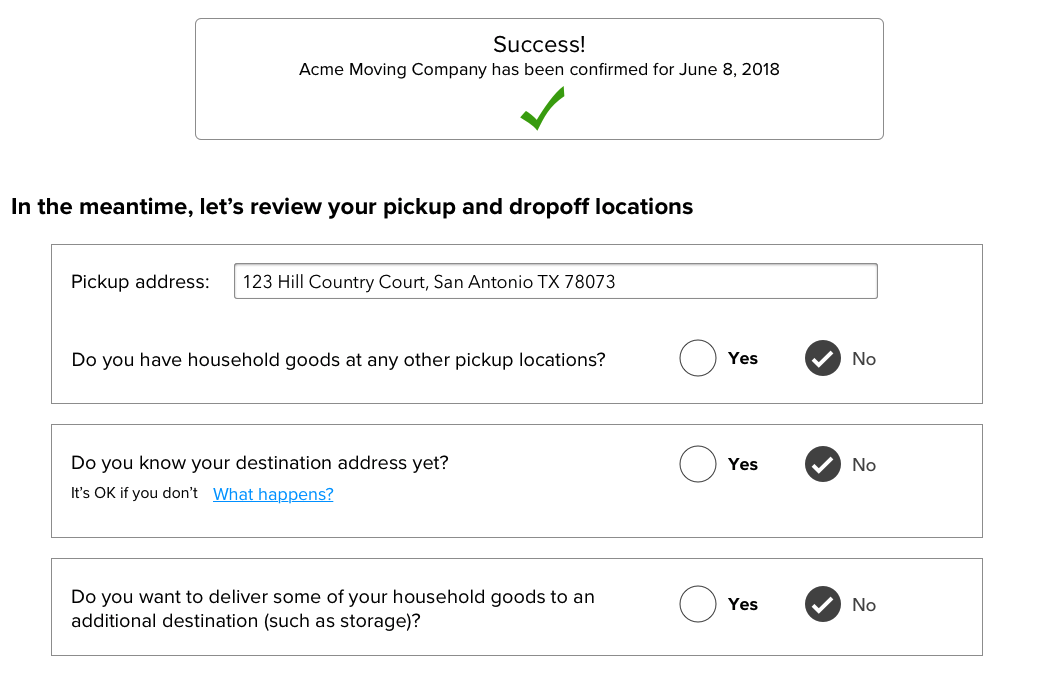 Success!
Acme Moving Company has been confirmed for June 8, 2018
In the meantime, let’s review your pickup and dropoff locations
Pickup address: 123 Hill Country Court, San Antonio TX 78073
Do you have household goods at any other pickup locations? Yes No
Do you know your destination address yet? Yes No
It’s OK if you don’t What happens?
Do you want to deliver some of your household goods to an
additional destination (such as storage)? Yes No